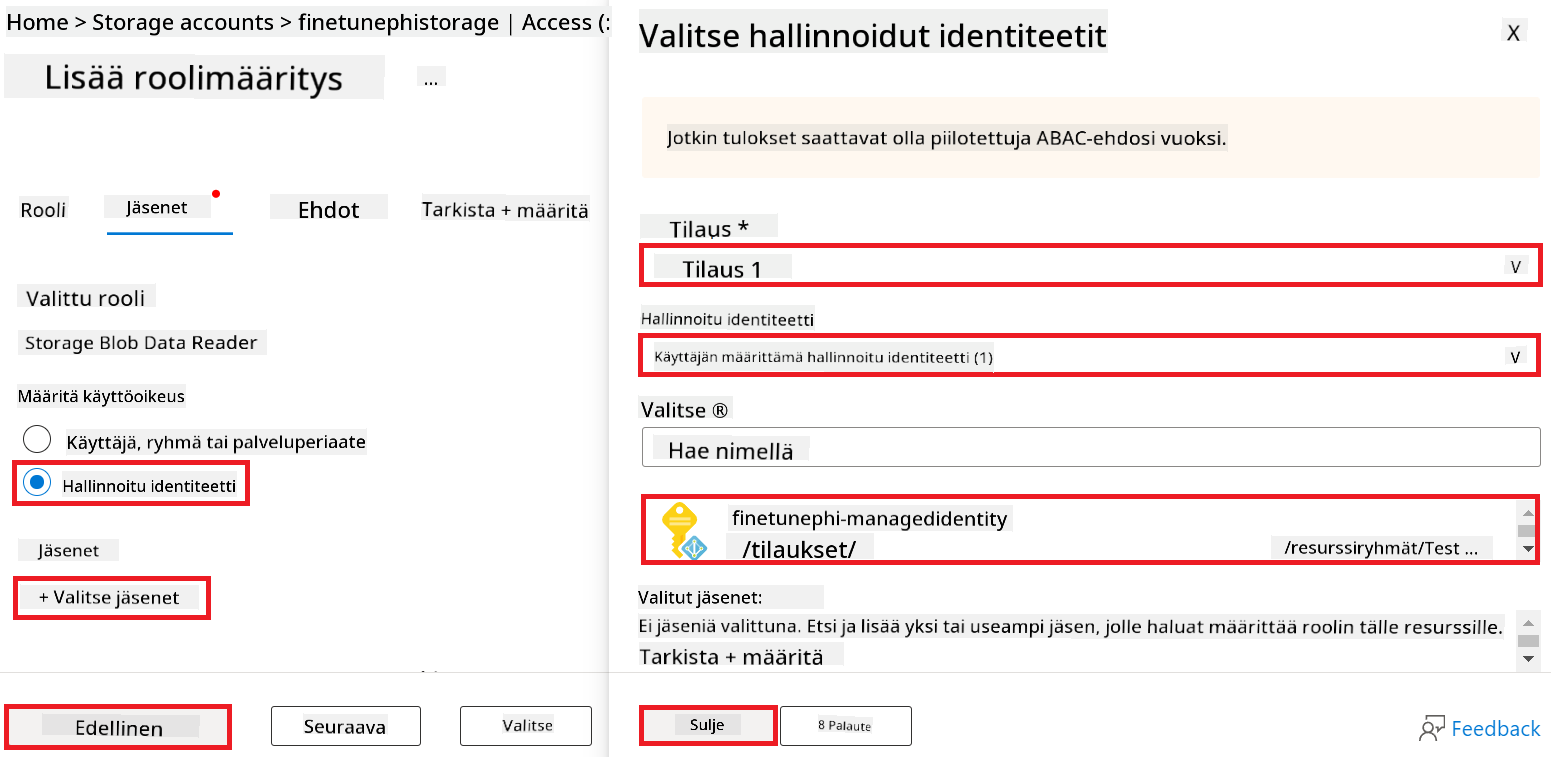 Home > Storage accounts > finetunephistorage | Access (:
Lisää roolimääritys
...
Rooli
Jäsenet
Ehdot
Tarkista + määritä
Valittu rooli
Storage Blob Data Reader
Määritä käyttöoikeus
Käyttäjä, ryhmä tai palveluperiaate
Hallinnoitu identiteetti
Jäsenet
+ Valitse jäsenet
Edellinen
Seuraava
Valitse
Valitse hallinnoidut identiteetit
X
Jotkin tulokset saattavat olla piilotettuja ABAC-ehdosi vuoksi.
Tilaus *
Tilaus 1
V
Hallinnoitu identiteetti
Käyttäjän määrittämä hallinnoitu identiteetti (1)
V
Valitse ®
Hae nimellä
finetunephi-managedidentity
/tilaukset/
/resurssiryhmät/Test ...
Valitut jäsenet:
Ei jäseniä valittuna. Etsi ja lisää yksi tai useampi jäsen, jolle haluat määrittää roolin tälle resurssille.
Tarkista + määritä
Sulje
8 Palaute
Feedback